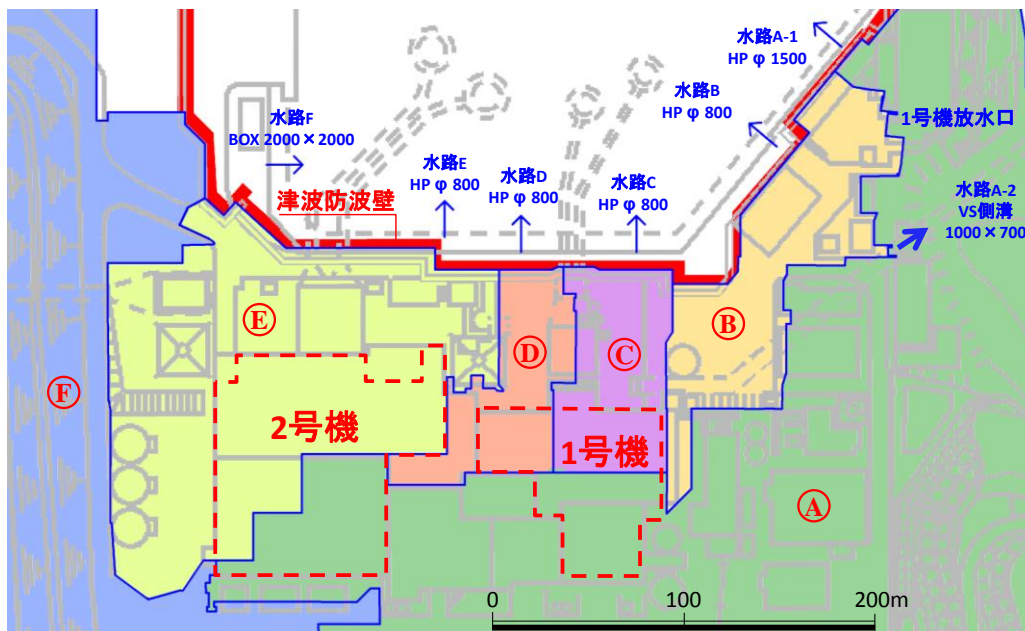 水路A-1
HP φ 1500
水路B
HP φ 800
1号機放水口
水路F
BOX 2000×2000
水路E
HP φ 800
水路D
HP φ 800
水路C
HP φ 800
水路A-2
VS側溝
1000×700
津波防波壁
Ⓔ
Ⓓ
Ⓒ
Ⓑ
Ⓕ
2号機
1号機
Ⓐ
0
100
200m